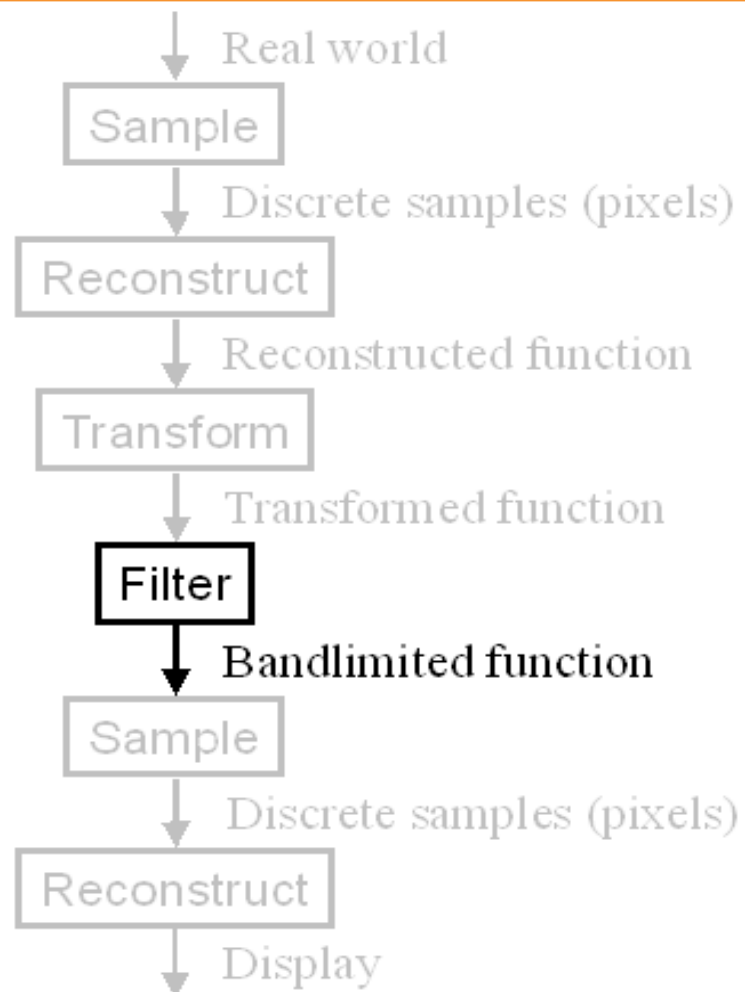 Real world
Sample
Discrete samples (pixels)
Reconstruct
Reconstructed function
Transform
Transformed function
Filter
Bandlimited function
Sample
Discrete samples (pixels)
Reconstruct
Display